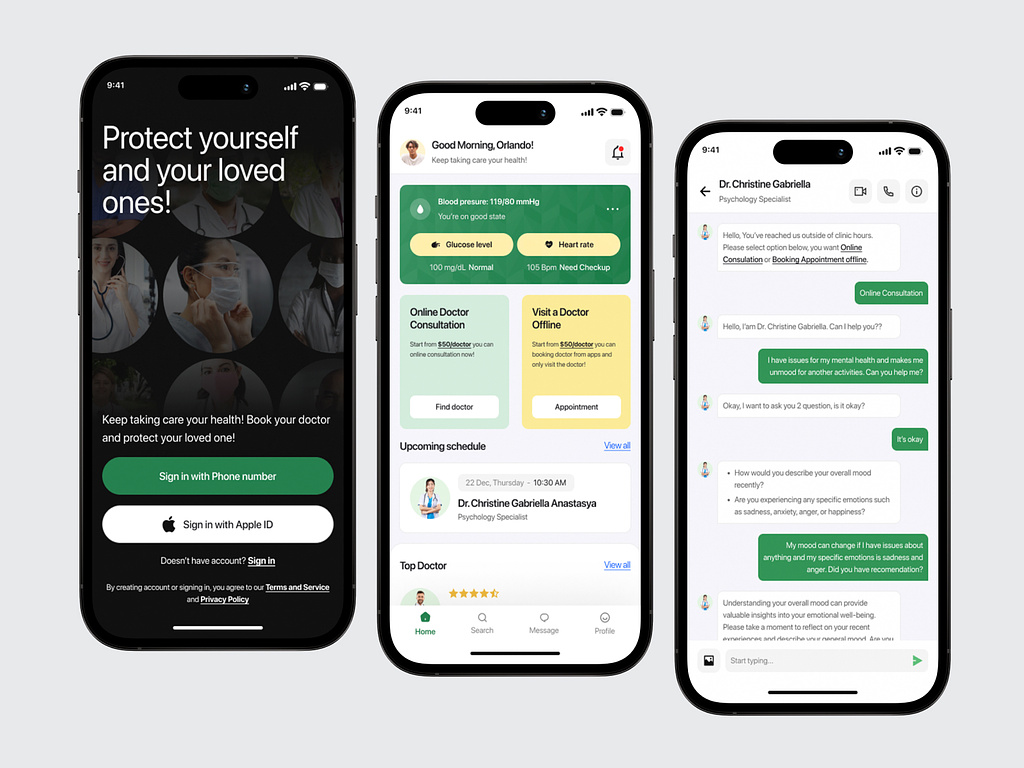 9:41
Protect yourself
and your loved
ones!
Keep taking care your health! Book your doctor
and protect your loved one!
Sign in with Phone number
Sign in with Apple ID
Doesn't have account? Sign in
By creating account or signing in, you agree to our Terms and Service
and Privacy Policy
9:41
Good Morning, Orlando!
Keep taking care your health!
Blood presure: 119/80 mmHg
You're on good state
Glucose level
Heart rate
100 mg/dL Normal
105 Bpm Need Checkup
Online Doctor
Consultation
Start from $50/doctor you can
online consultation now!
Find doctor
Visit a Doctor
Offline
Start from $50/doctor you can
booking doctor from apps and
only visit the doctor!
Appointment
Upcoming schedule
View all
22 Dec, Thursday - 10:30 AM
Dr. Christine Gabriella Anastasya
Psychology Specialist
Top Doctor
View all
Home
Search
Message
Profile
9:41
Dr. Christine Gabriella
Psychology Specialist
Hello, You've reached us outside of clinic hours.
Please select option below, you want Online
Consulation or Booking Appointment offline.
Online Consultation
Hello, I'am Dr. Christine Gabriella. Can I help you??
I have issues for my mental health and makes me
unmood for another activities. Can you help me?
Okay, I want to ask you 2 question, is it okay?
It's okay
• How would you describe your overall mood
recently?
• Are you experiencing any specific emotions such
as sadness, anxiety, anger, or happiness?
My mood can change if I have issues about
anything and my specific emotions is sadness and
anger. Did you have recomendation?
Understanding your overall mood can provide
valuable insights into your emotional well-being.
Please take a moment to reflect on your recent
experiences and describe your general mood. Are you
Start typing...